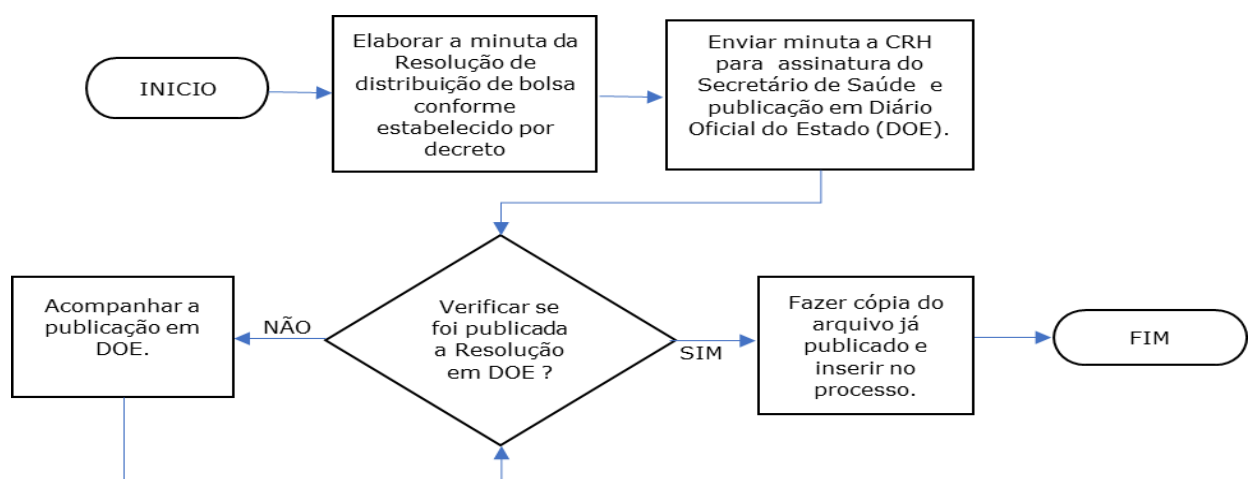 INICIO
Elaborar a minuta da
Resolução de
distribuição de bolsa
conforme
estabelecido por
decreto
Enviar minuta a CRH
para assinatura do
Secretário de Saúde e
publicação em Diário
Oficial do Estado (DOE).
Verificar se
foi publicada
a Resolução
em DOE ?
NÃO
Acompanhar a
publicação em
DOE.
SIM
Fazer cópia do
arquivo já
publicado e
inserir no
processo.
FIM